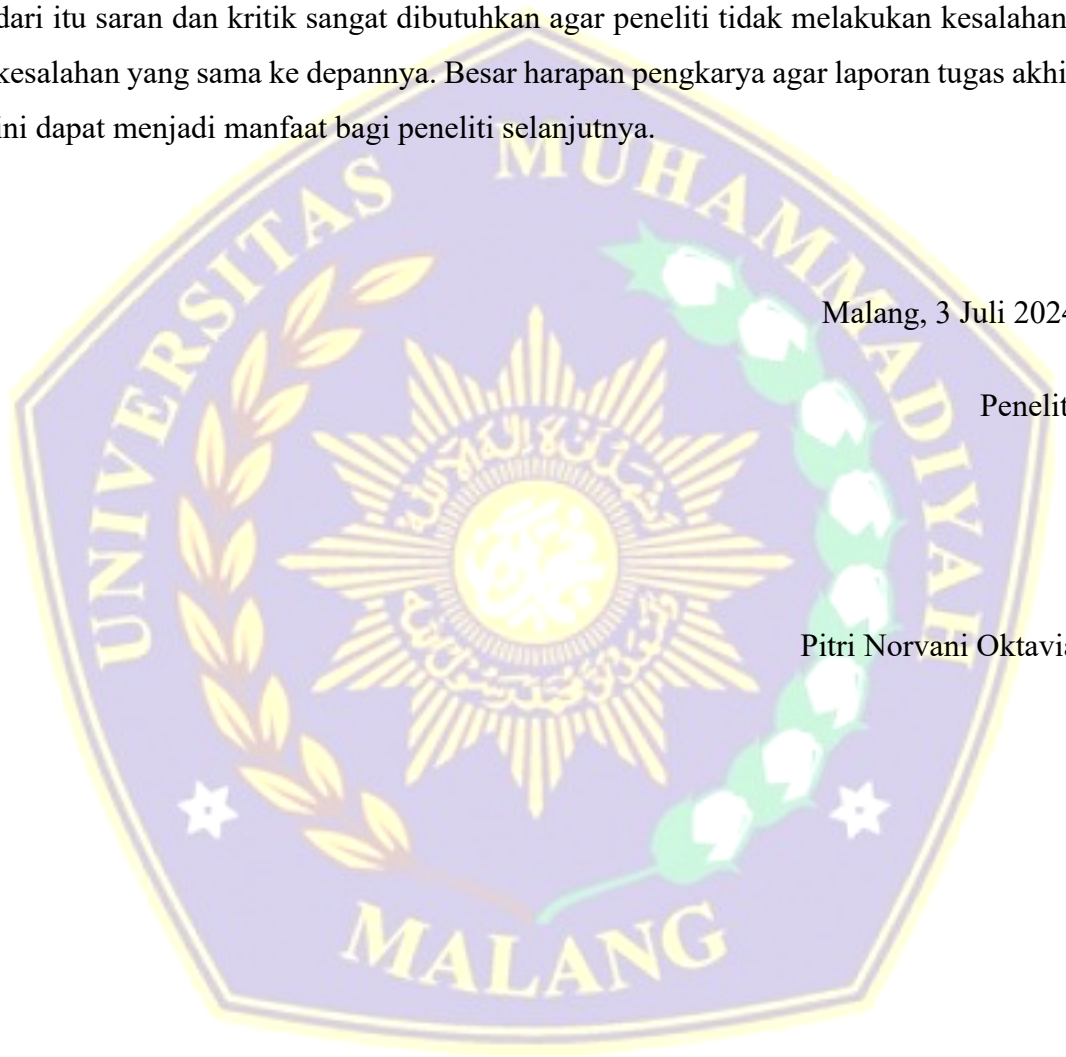 dari itu saran dan kritik sangat dibutuhkan agar peneliti tidak melakukan kesalahan
kesalahan yang sama ke depannya. Besar harapan pengkarya agar laporan tugas akhi
ini dapat menjadi manfaat bagi peneliti selanjutnya.
UNIVERSITAS MUHAMMADIYAH
Malang, 3 Juli 2024
Penelit
Pitri Norvani Oktavia
MALANG